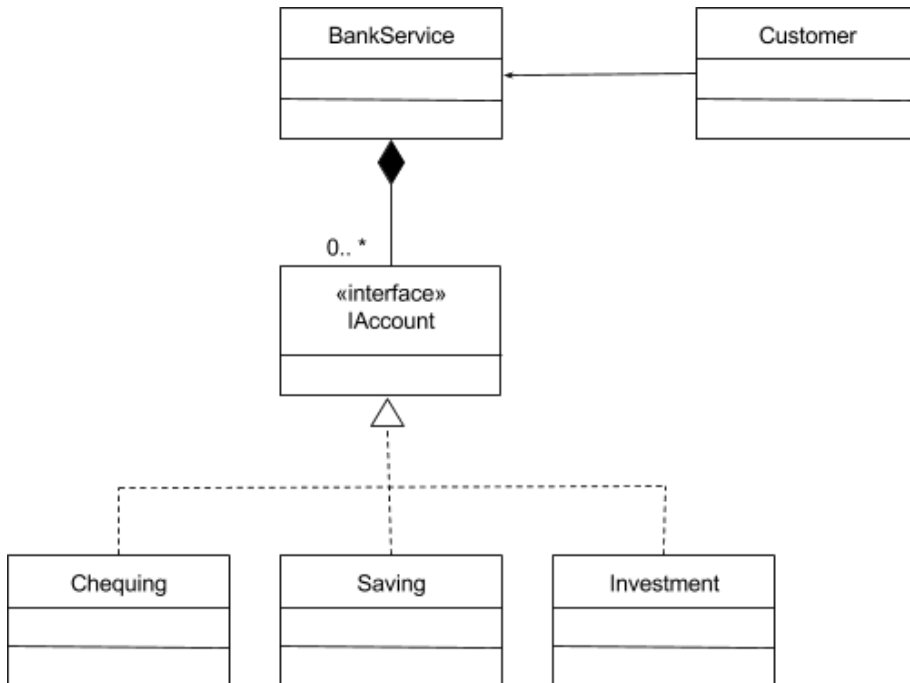 BankService
Customer
0.. *
«interface»
IAccount
Chequing
Saving
Investment